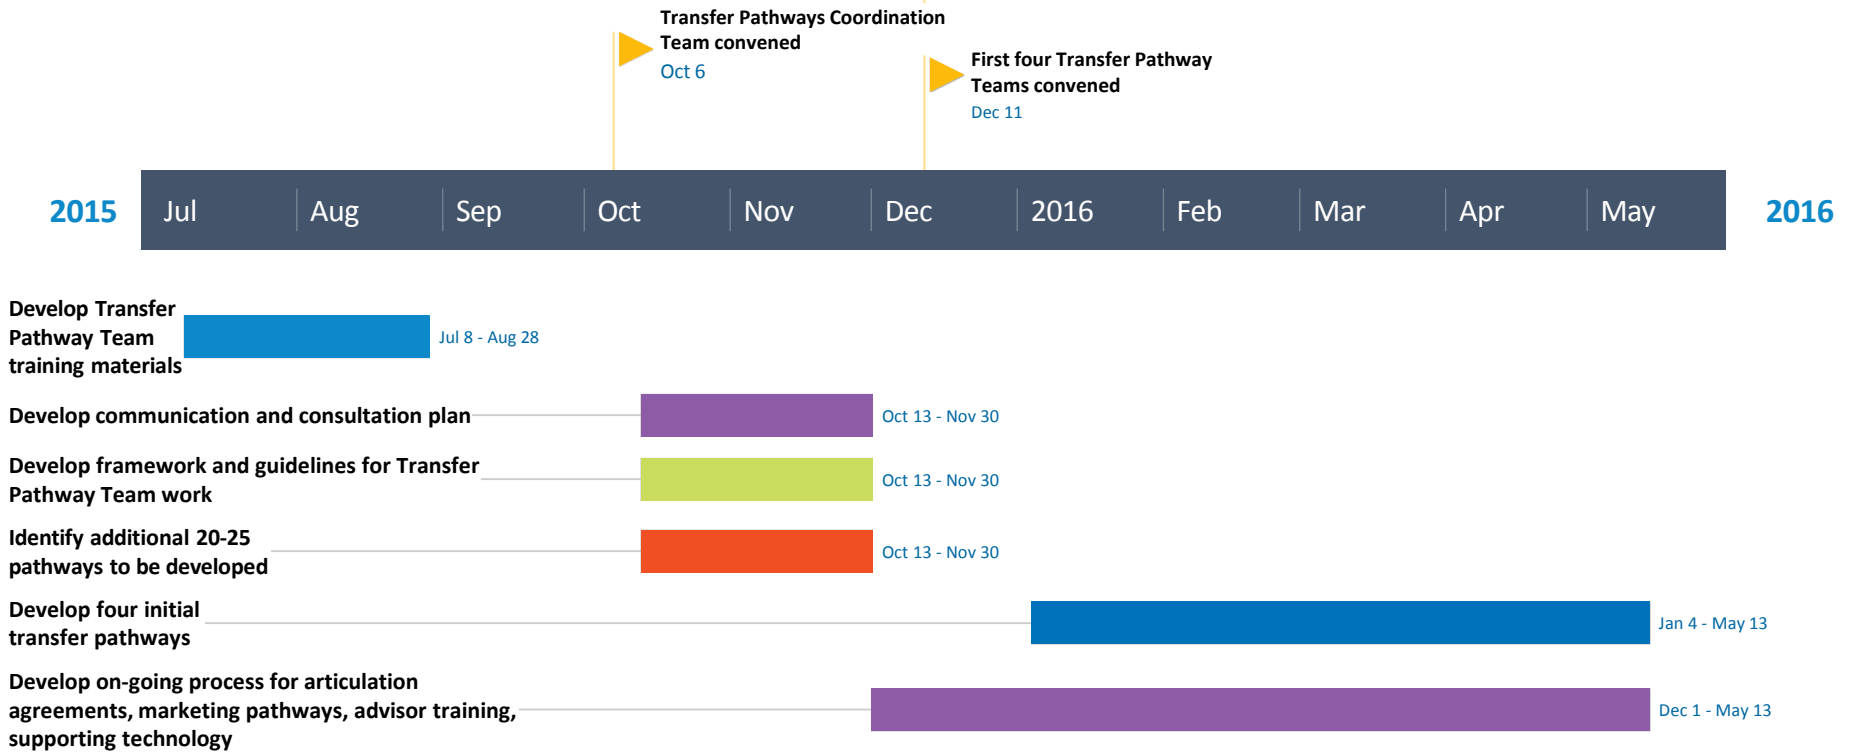 Transfer Pathways Coordination
Team convened
Oct 6
First four Transfer Pathway
Teams convened
Dec 11
2015
Jul
Aug
Sep
Oct
Nov
Dec
2016
Feb
Mar
Apr
May
2016
Develop Transfer
Pathway Team
training materials
Jul 8 - Aug 28
Develop communication and consultation plan
Oct 13 - Nov 30
Develop framework and guidelines for Transfer
Pathway Team work
Oct 13 - Nov 30
Identify additional 20-25
pathways to be developed
Oct 13 - Nov 30
Develop four initial
transfer pathways
Jan 4 - May 13
Develop on-going process for articulation
agreements, marketing pathways, advisor training,
supporting technology
Dec 1 - May 13